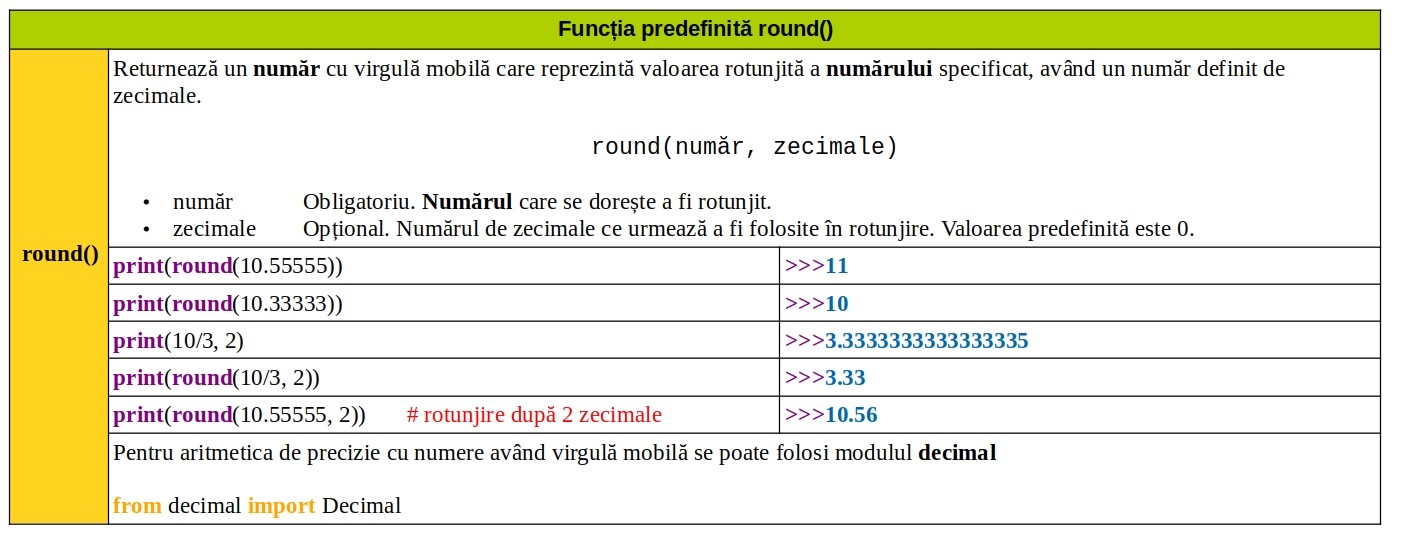 Funcția predefinită round()
Returnează un număr cu virgulă mobilă care reprezintă valoarea rotunjită a numărului specificat, având un număr definit de
zecimale.
round(număr, zecimale)
• număr Obligatoriu. Numărul care se dorește a fi rotunjit.
• zecimale Opțional. Numărul de zecimale ce urmează a fi folosite în rotunjire. Valoarea predefinită este 0.
round()
print(round(10.55555)) >>>11
print(round(10.33333)) >>>10
print(10/3, 2) >>>3.3333333333333335
print(round(10/3, 2)) >>>3.33
print(round(10.55555, 2)) # rotunjire după 2 zecimale >>>10.56
Pentru aritmetica de precizie cu numere având virgulă mobilă se poate folosi modulul decimal
from decimal import Decimal